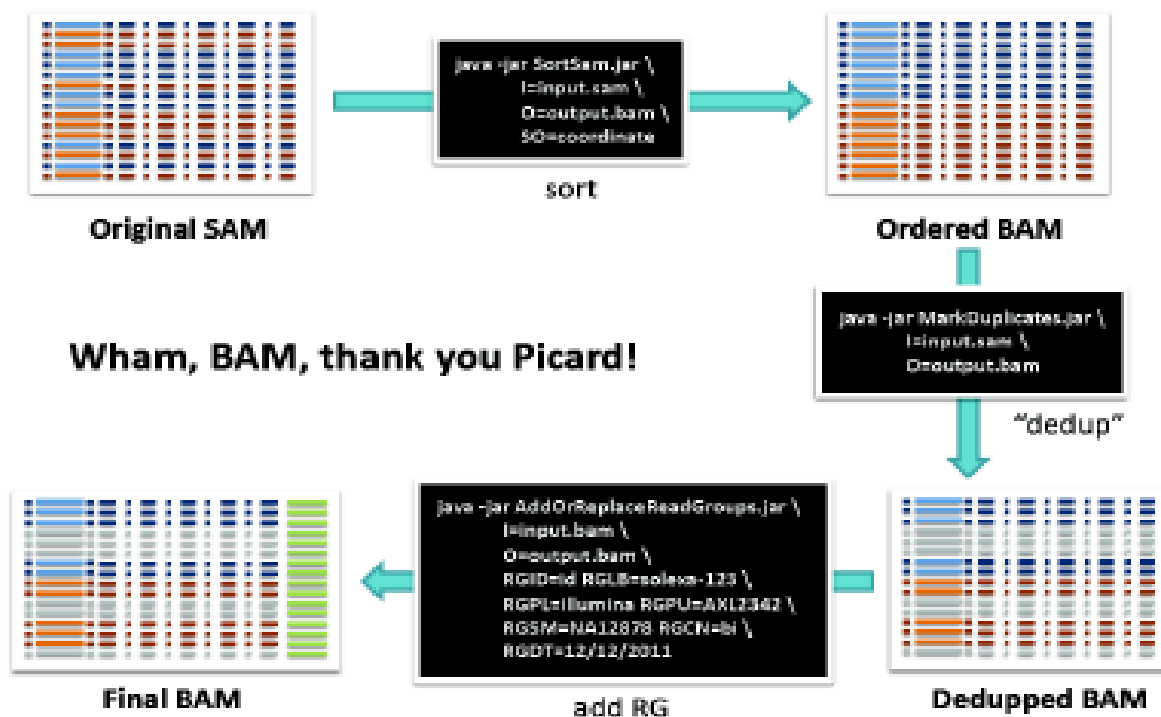 java -jar SortSam.jar \
I=input.sam \
O=output.bam \
SO=coordinate
sort
Original SAM
Ordered BAM
java -jar MarkDuplicates.jar \
I=input.sam \
O=output.bam
"dedup"
Wham, BAM, thank you Picard!
java -jar AddOrReplaceReadGroups.jar \
I=input.bam \
O=output.bam \
RGID=id RGLB=solexa-123 \
RGPL=illumina RGPU=AXL2342 \
RGSM=NA12878 RGCN=bi \
RGDT=12/12/2011
add RG
Final BAM
Dedupped BAM